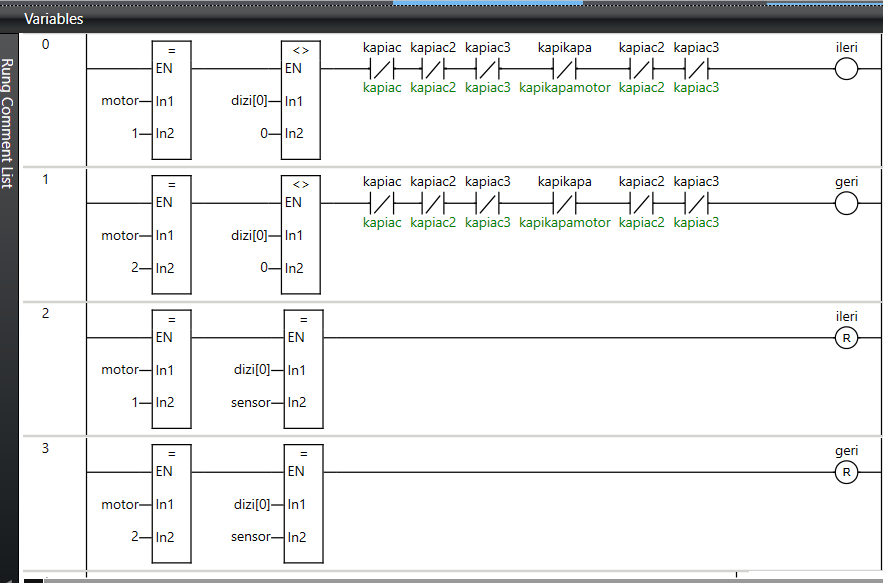 Variables
Rung Comment List
0
=
<>
kapiac kapiac2 kapiac3 kapikapa kapiac2 kapiac3 ileri
EN EN
kapiac kapiac2 kapiac3 kapikapamotor kapiac2 kapiac3
motor In1 dizi[0] In1
1 In2 0 In2
1
=
<>
kapiac kapiac2 kapiac3 kapikapa kapiac2 kapiac3 geri
EN EN
kapiac kapiac2 kapiac3 kapikapamotor kapiac2 kapiac3
motor In1 dizi[0] In1
2 In2 0 In2
2
= = ileri
EN EN R
motor In1 dizi[0] In1
1 In2 sensor In2
3
= = geri
EN EN R
motor In1 dizi[0] In1
2 In2 sensor In2